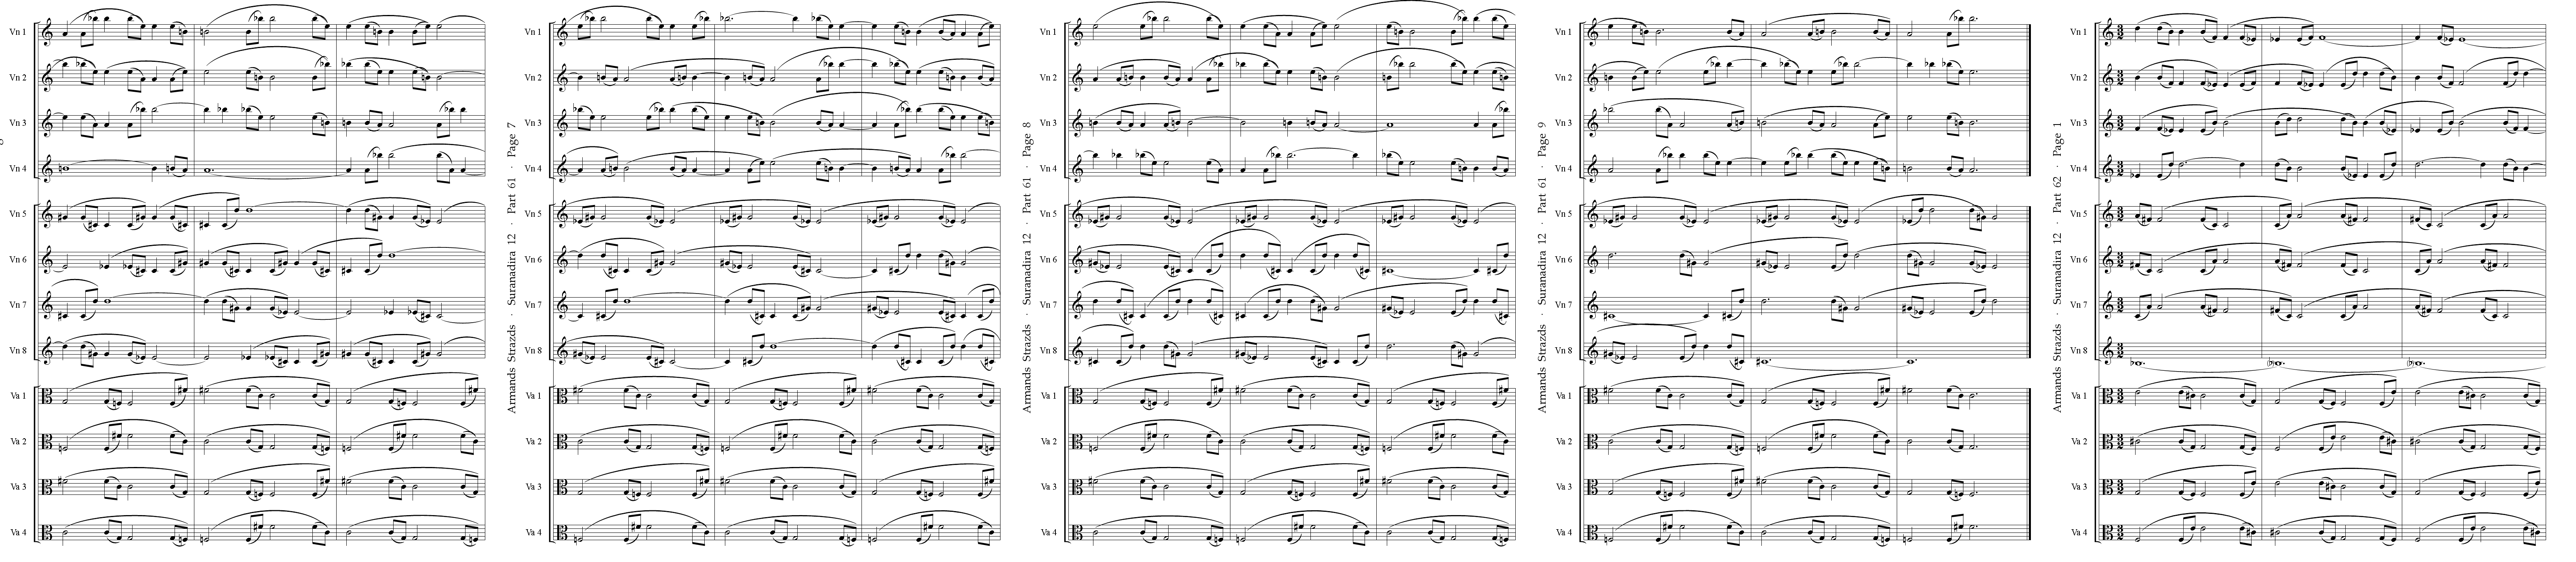 Vn 1
Vn 2
Vn 3
Vn 4
Vn 5
Vn 6
Vn 7
Vn 8
Va 1
Va 2
Va 3
Va 4
Armands Strazds · Suranadira 12 · Part 61 · Page 7
Vn 1
Vn 2
Vn 3
Vn 4
Vn 5
Vn 6
Vn 7
Vn 8
Va 1
Va 2
Va 3
Va 4
Armands Strazds · Suranadira 12 · Part 61 · Page 8
Vn 1
Vn 2
Vn 3
Vn 4
Vn 5
Vn 6
Vn 7
Vn 8
Va 1
Va 2
Va 3
Va 4
Armands Strazds · Suranadira 12 · Part 61 · Page 9
Vn 1
Vn 2
Vn 3
Vn 4
Vn 5
Vn 6
Vn 7
Vn 8
Va 1
Va 2
Va 3
Va 4
Armands Strazds · Suranadira 12 · Part 62 · Page 1
Vn 1
Vn 2
Vn 3
Vn 4
Vn 5
Vn 6
Vn 7
Vn 8
Va 1
Va 2
Va 3
Va 4